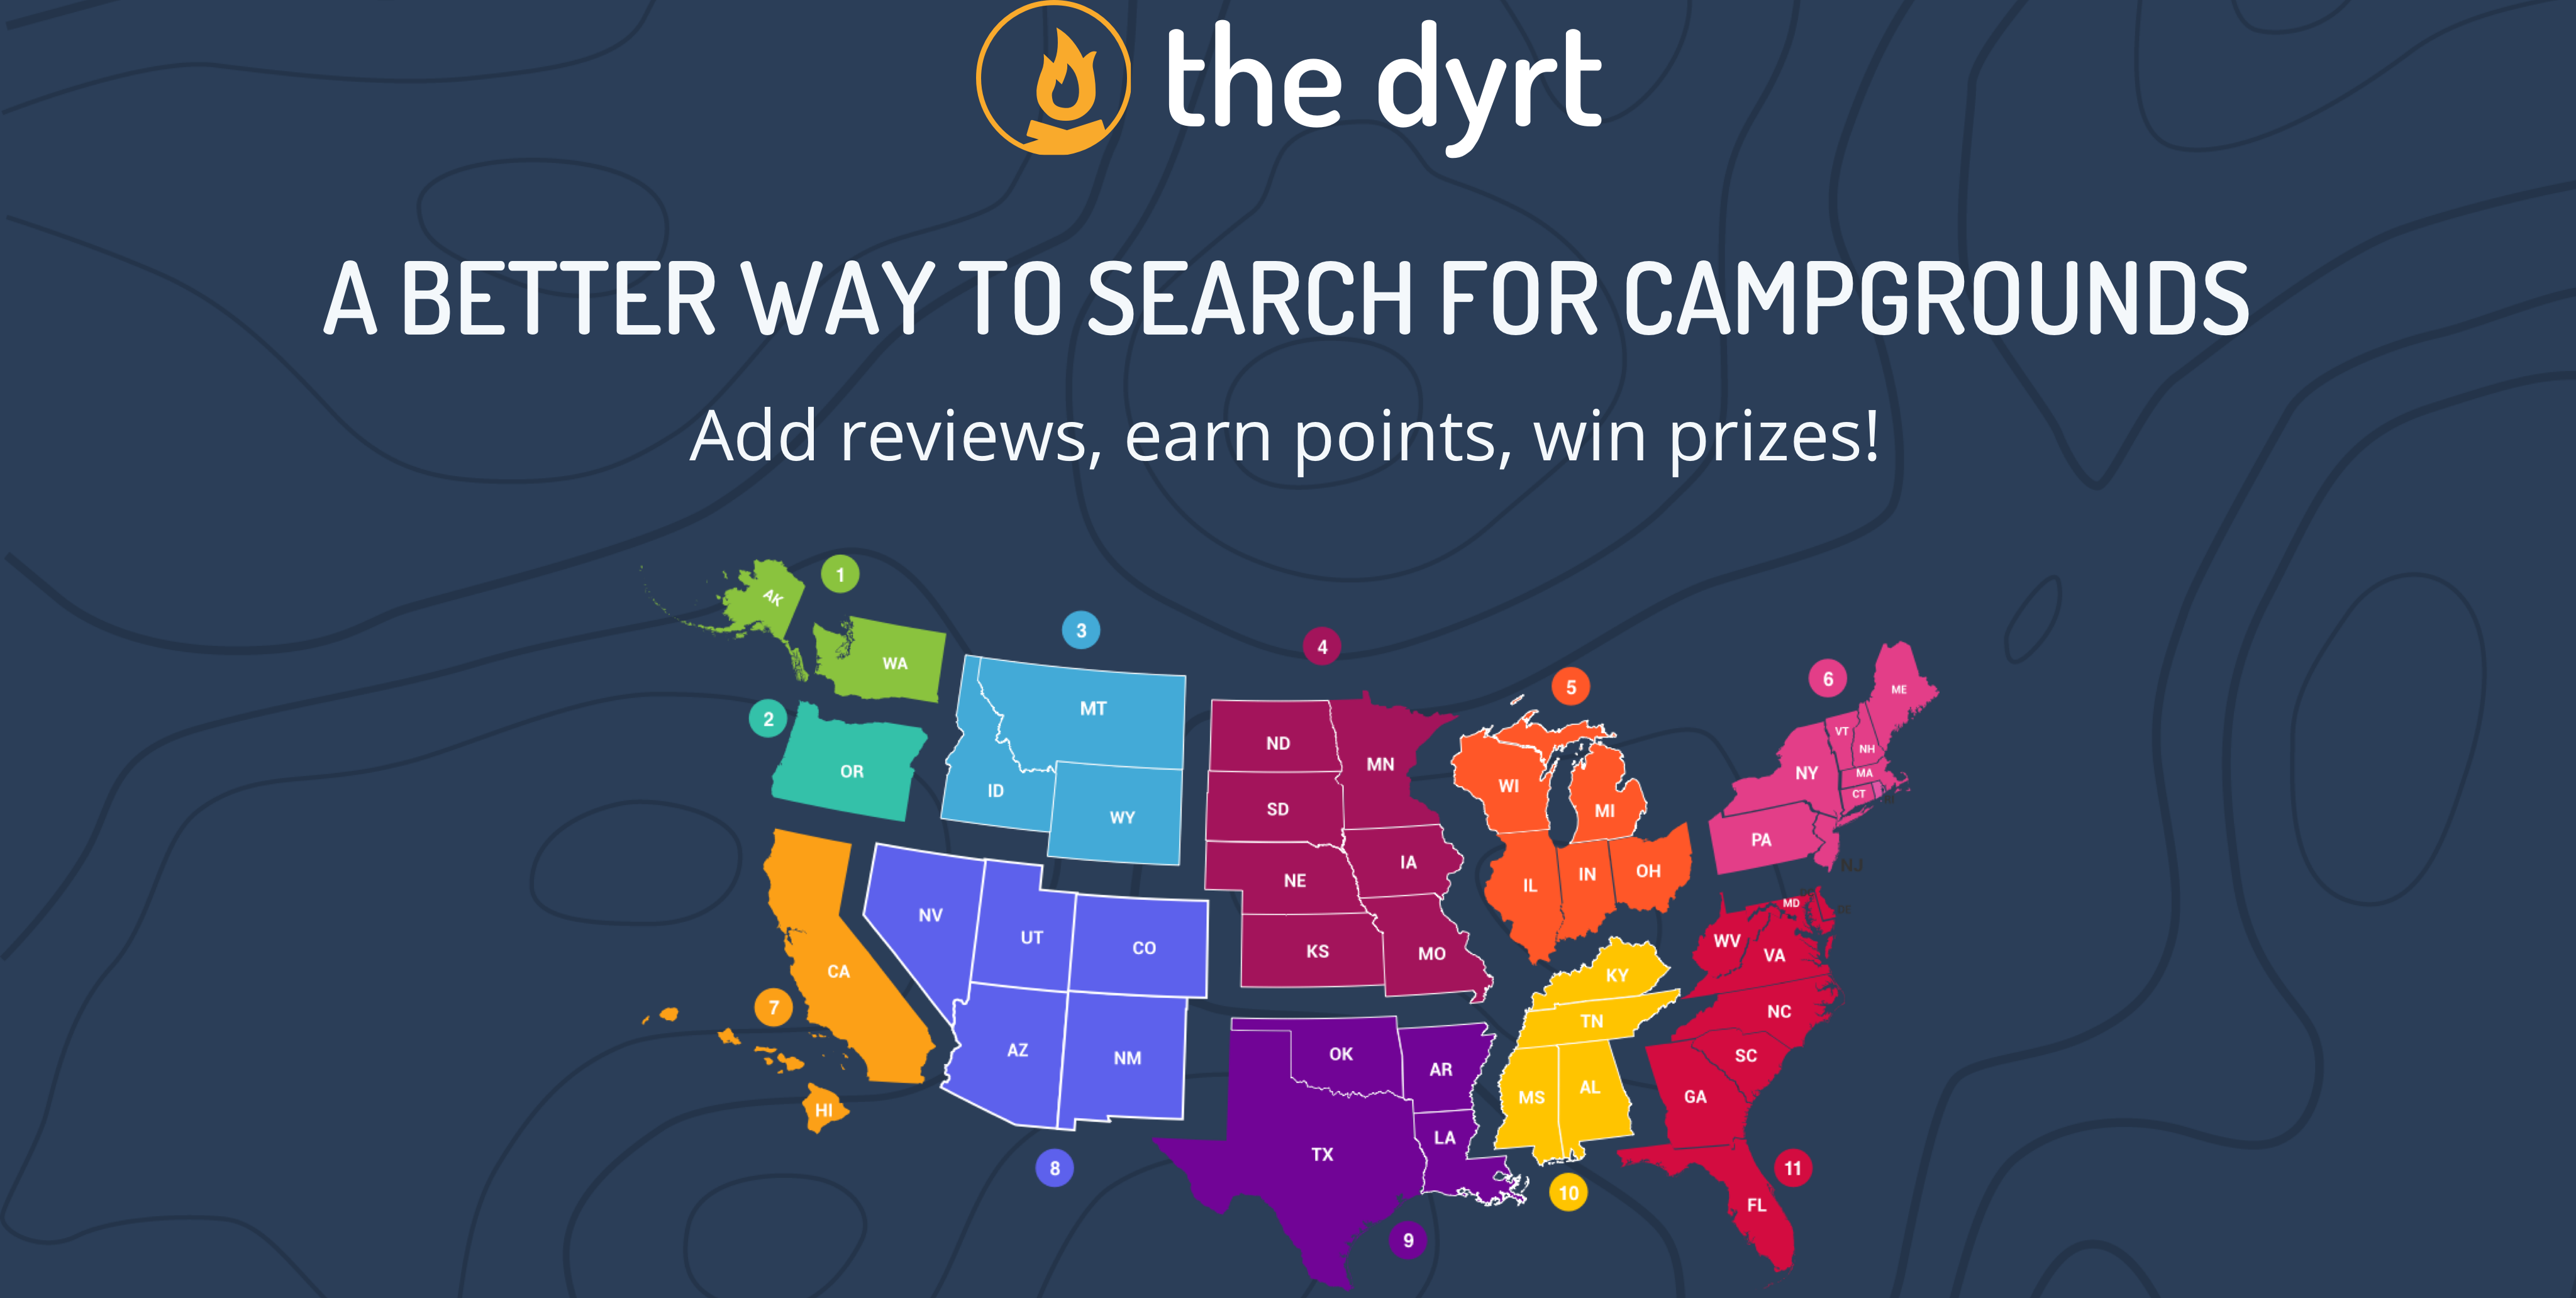 the dyrt
A BETTER WAY TO SEARCH FOR CAMPGROUNDS
Add reviews, earn points, win prizes!
1
AK
WA
2
OR
3
MT
ID
WY
4
ND
MN
SD
IA
NE
KS
MO
5
WI
MI
IL
IN
OH
6
ME
VT
NH
NY
MA
CT
PA
NJ
7
CA
HI
8
NV
UT
CO
AZ
NM
9
OK
AR
TX
LA
10
KY
TN
MS
AL
11
MD
WV
VA
NC
SC
GA
FL